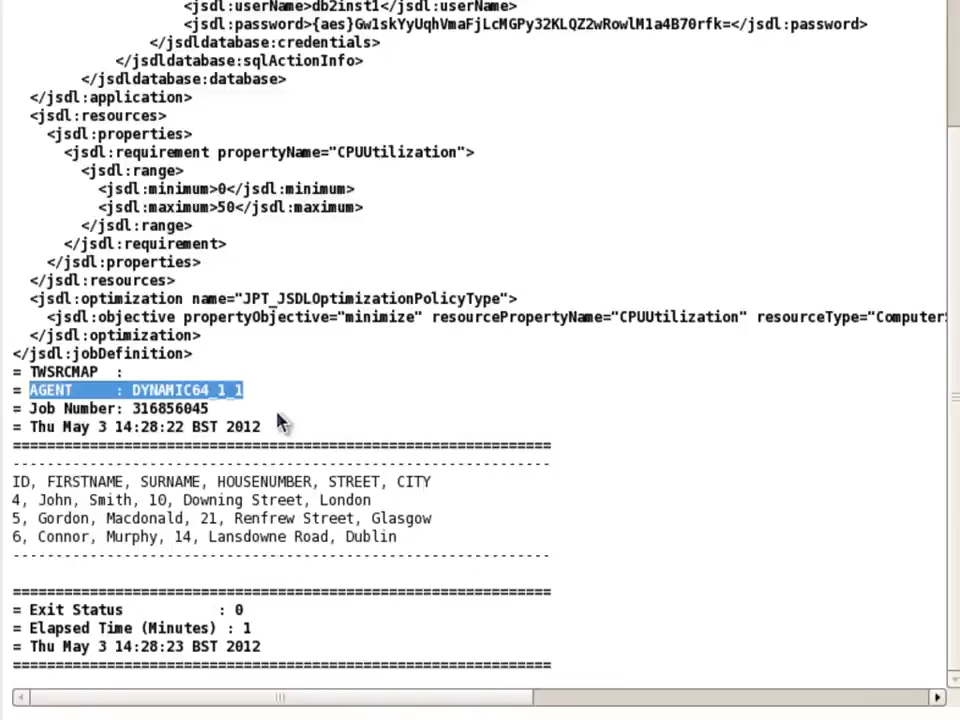 <jsdl:userName>db2inst1</jsdl:userName>
<jsdl:password>{aes}Gw1skYyUqhVmaFjLcMGPy32KLQZ2wRowlM1a4B70rfk=</jsdl:password>
</jsdldatabase:credentials>
</jsdldatabase:sqlActionInfo>
</jsdldatabase:database>
</jsdl:application>
<jsdl:resources>
<jsdl:properties>
<jsdl:requirement propertyName="CPUUtilization">
<jsdl:range>
<jsdl:minimum>0</jsdl:minimum>
<jsdl:maximum>50</jsdl:maximum>
</jsdl:range>
</jsdl:requirement>
</jsdl:properties>
</jsdl:resources>
<jsdl:optimization name="JPT_JSDLOptimizationPolicyType">
<jsdl:objective propertyObjective="minimize" resourcePropertyName="CPUUtilization" resourceType="ComputerS
</jsdl:optimization>
</jsdl:jobDefinition>
= TWSRCMAP  :
= AGENT     : DYNAMIC64_1_1
= Job Number: 316856045
= Thu May 3 14:28:22 BST 2012
===============================================================
---------------------------------------------------------------
ID, FIRSTNAME, SURNAME, HOUSENUMBER, STREET, CITY
4, John, Smith, 10, Downing Street, London
5, Gordon, Macdonald, 21, Renfrew Street, Glasgow
6, Connor, Murphy, 14, Lansdowne Road, Dublin
---------------------------------------------------------------
===============================================================
= Exit Status           : 0
= Elapsed Time (Minutes) : 1
= Thu May 3 14:28:23 BST 2012
===============================================================